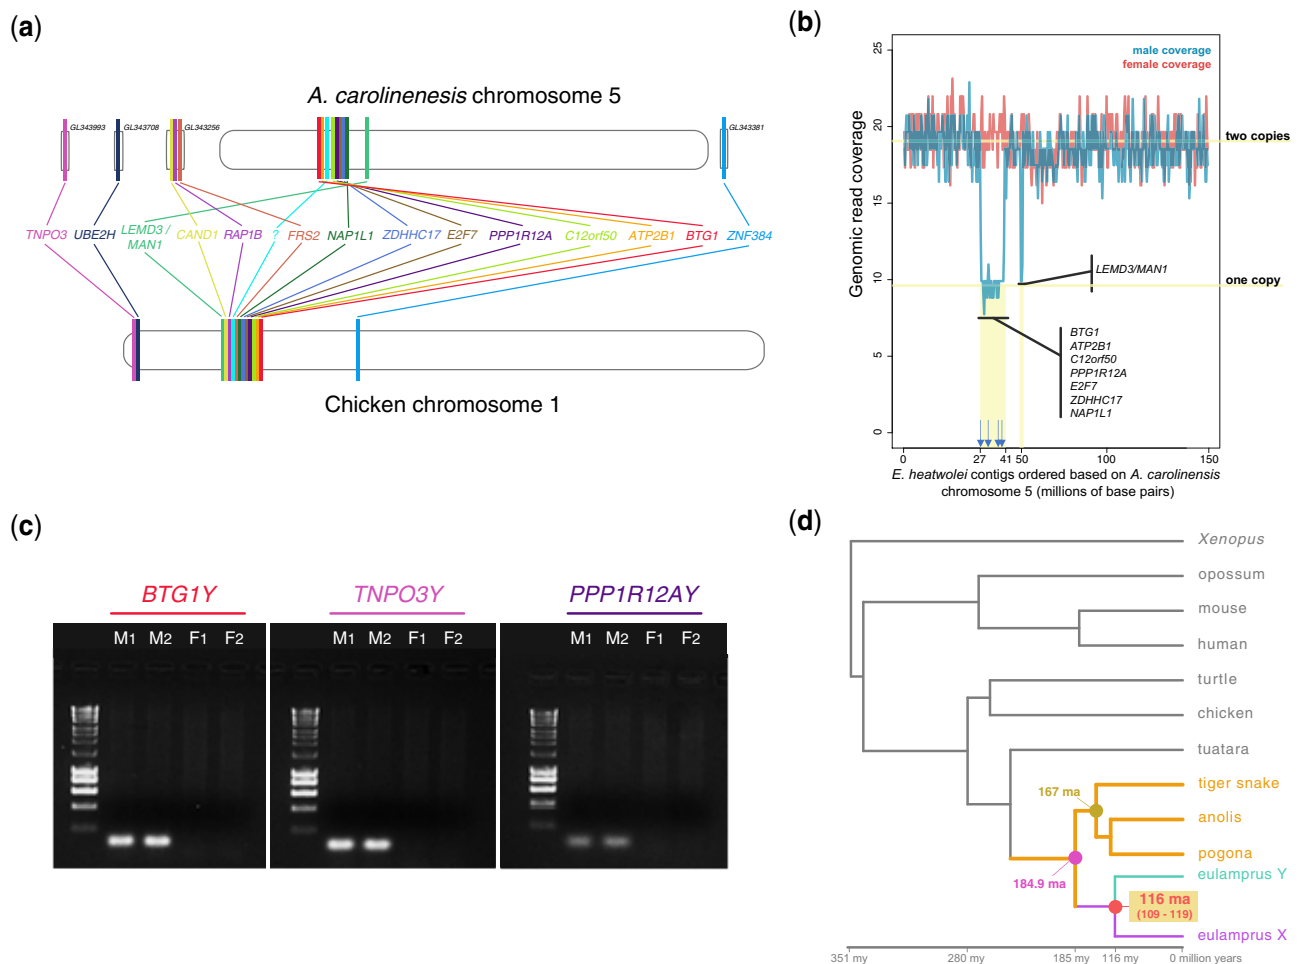 (a)
A. carolinenesis chromosome 5
GL343993
GL343708
GL343256
GL343381
TNPO3
UBE2H
LEMD3 /
MAN1
CAND1
RAP1B
?
FRS2
NAP1L1
ZDHHC17
E2F7
PPP1R12A
C12orf50
ATP2B1
BTG1
ZNF384
Chicken chromosome 1
(b)
male coverage
female coverage
Genomic read coverage
25
20
15
10
5
0
two copies
one copy
LEMD3/MAN1
BTG1
ATP2B1
C12orf50
PPP1R12A
E2F7
ZDHHC17
NAP1L1
0 27 41 50 100 150
E. heatwolei contigs ordered based on A. carolinensis
chromosome 5 (millions of base pairs)
(c)
BTG1Y
TNPO3Y
PPP1R12AY
M1 M2 F1 F2
M1 M2 F1 F2
M1 M2 F1 F2
(d)
Xenopus
opossum
mouse
human
turtle
chicken
tuatara
tiger snake
167 ma
anolis
pogona
184.9 ma
eulamprus Y
116 ma
(109 - 119)
eulamprus X
351 my 280 my 185 my 116 my 0 million years